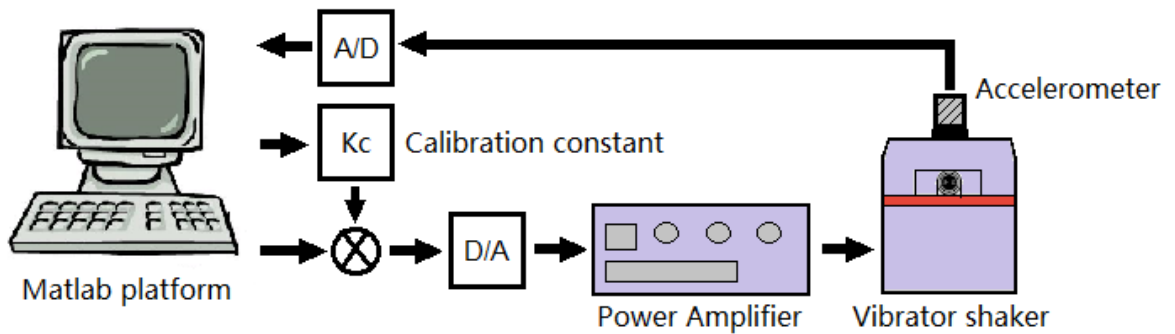 A/D
Accelerometer
Kc
Calibration constant
D/A
Matlab platform
Power Amplifier
Vibrator shaker